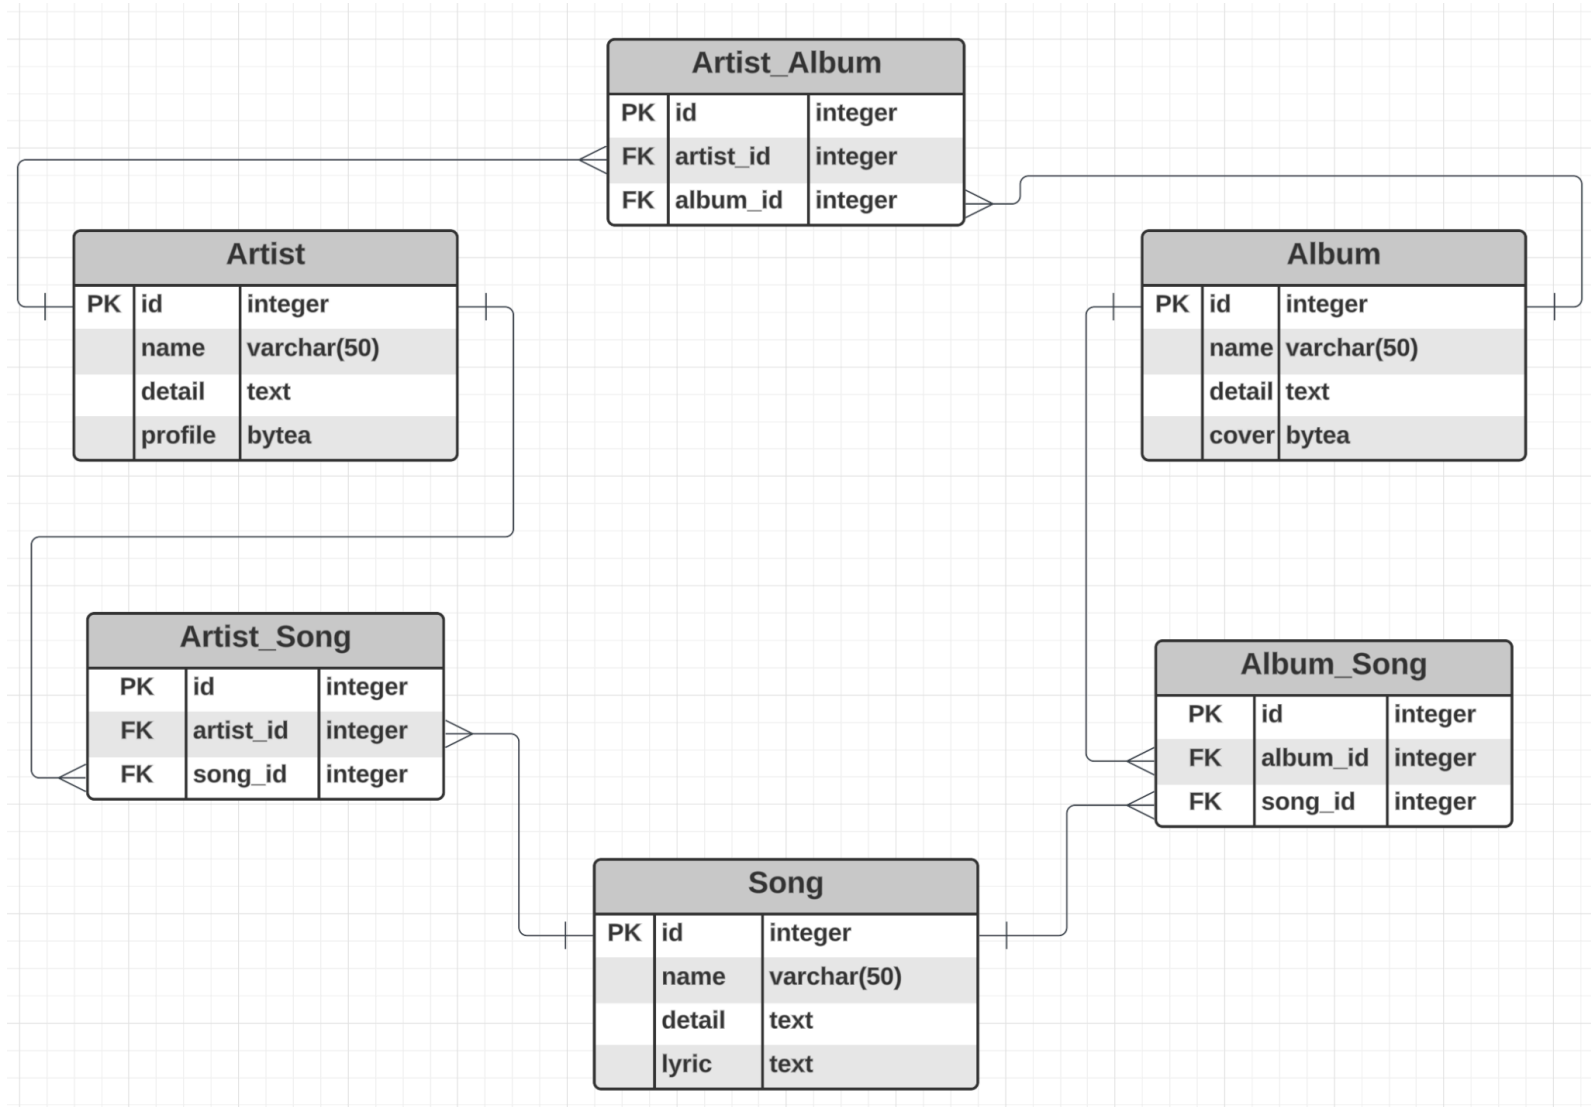 Artist_Album
PK id integer
FK artist_id integer
FK album_id integer
Artist
PK id integer
name varchar(50)
detail text
profile bytea
Album
PK id integer
name varchar(50)
detail text
cover bytea
Artist_Song
PK id integer
FK artist_id integer
FK song_id integer
Album_Song
PK id integer
FK album_id integer
FK song_id integer
Song
PK id integer
name varchar(50)
detail text
lyric text